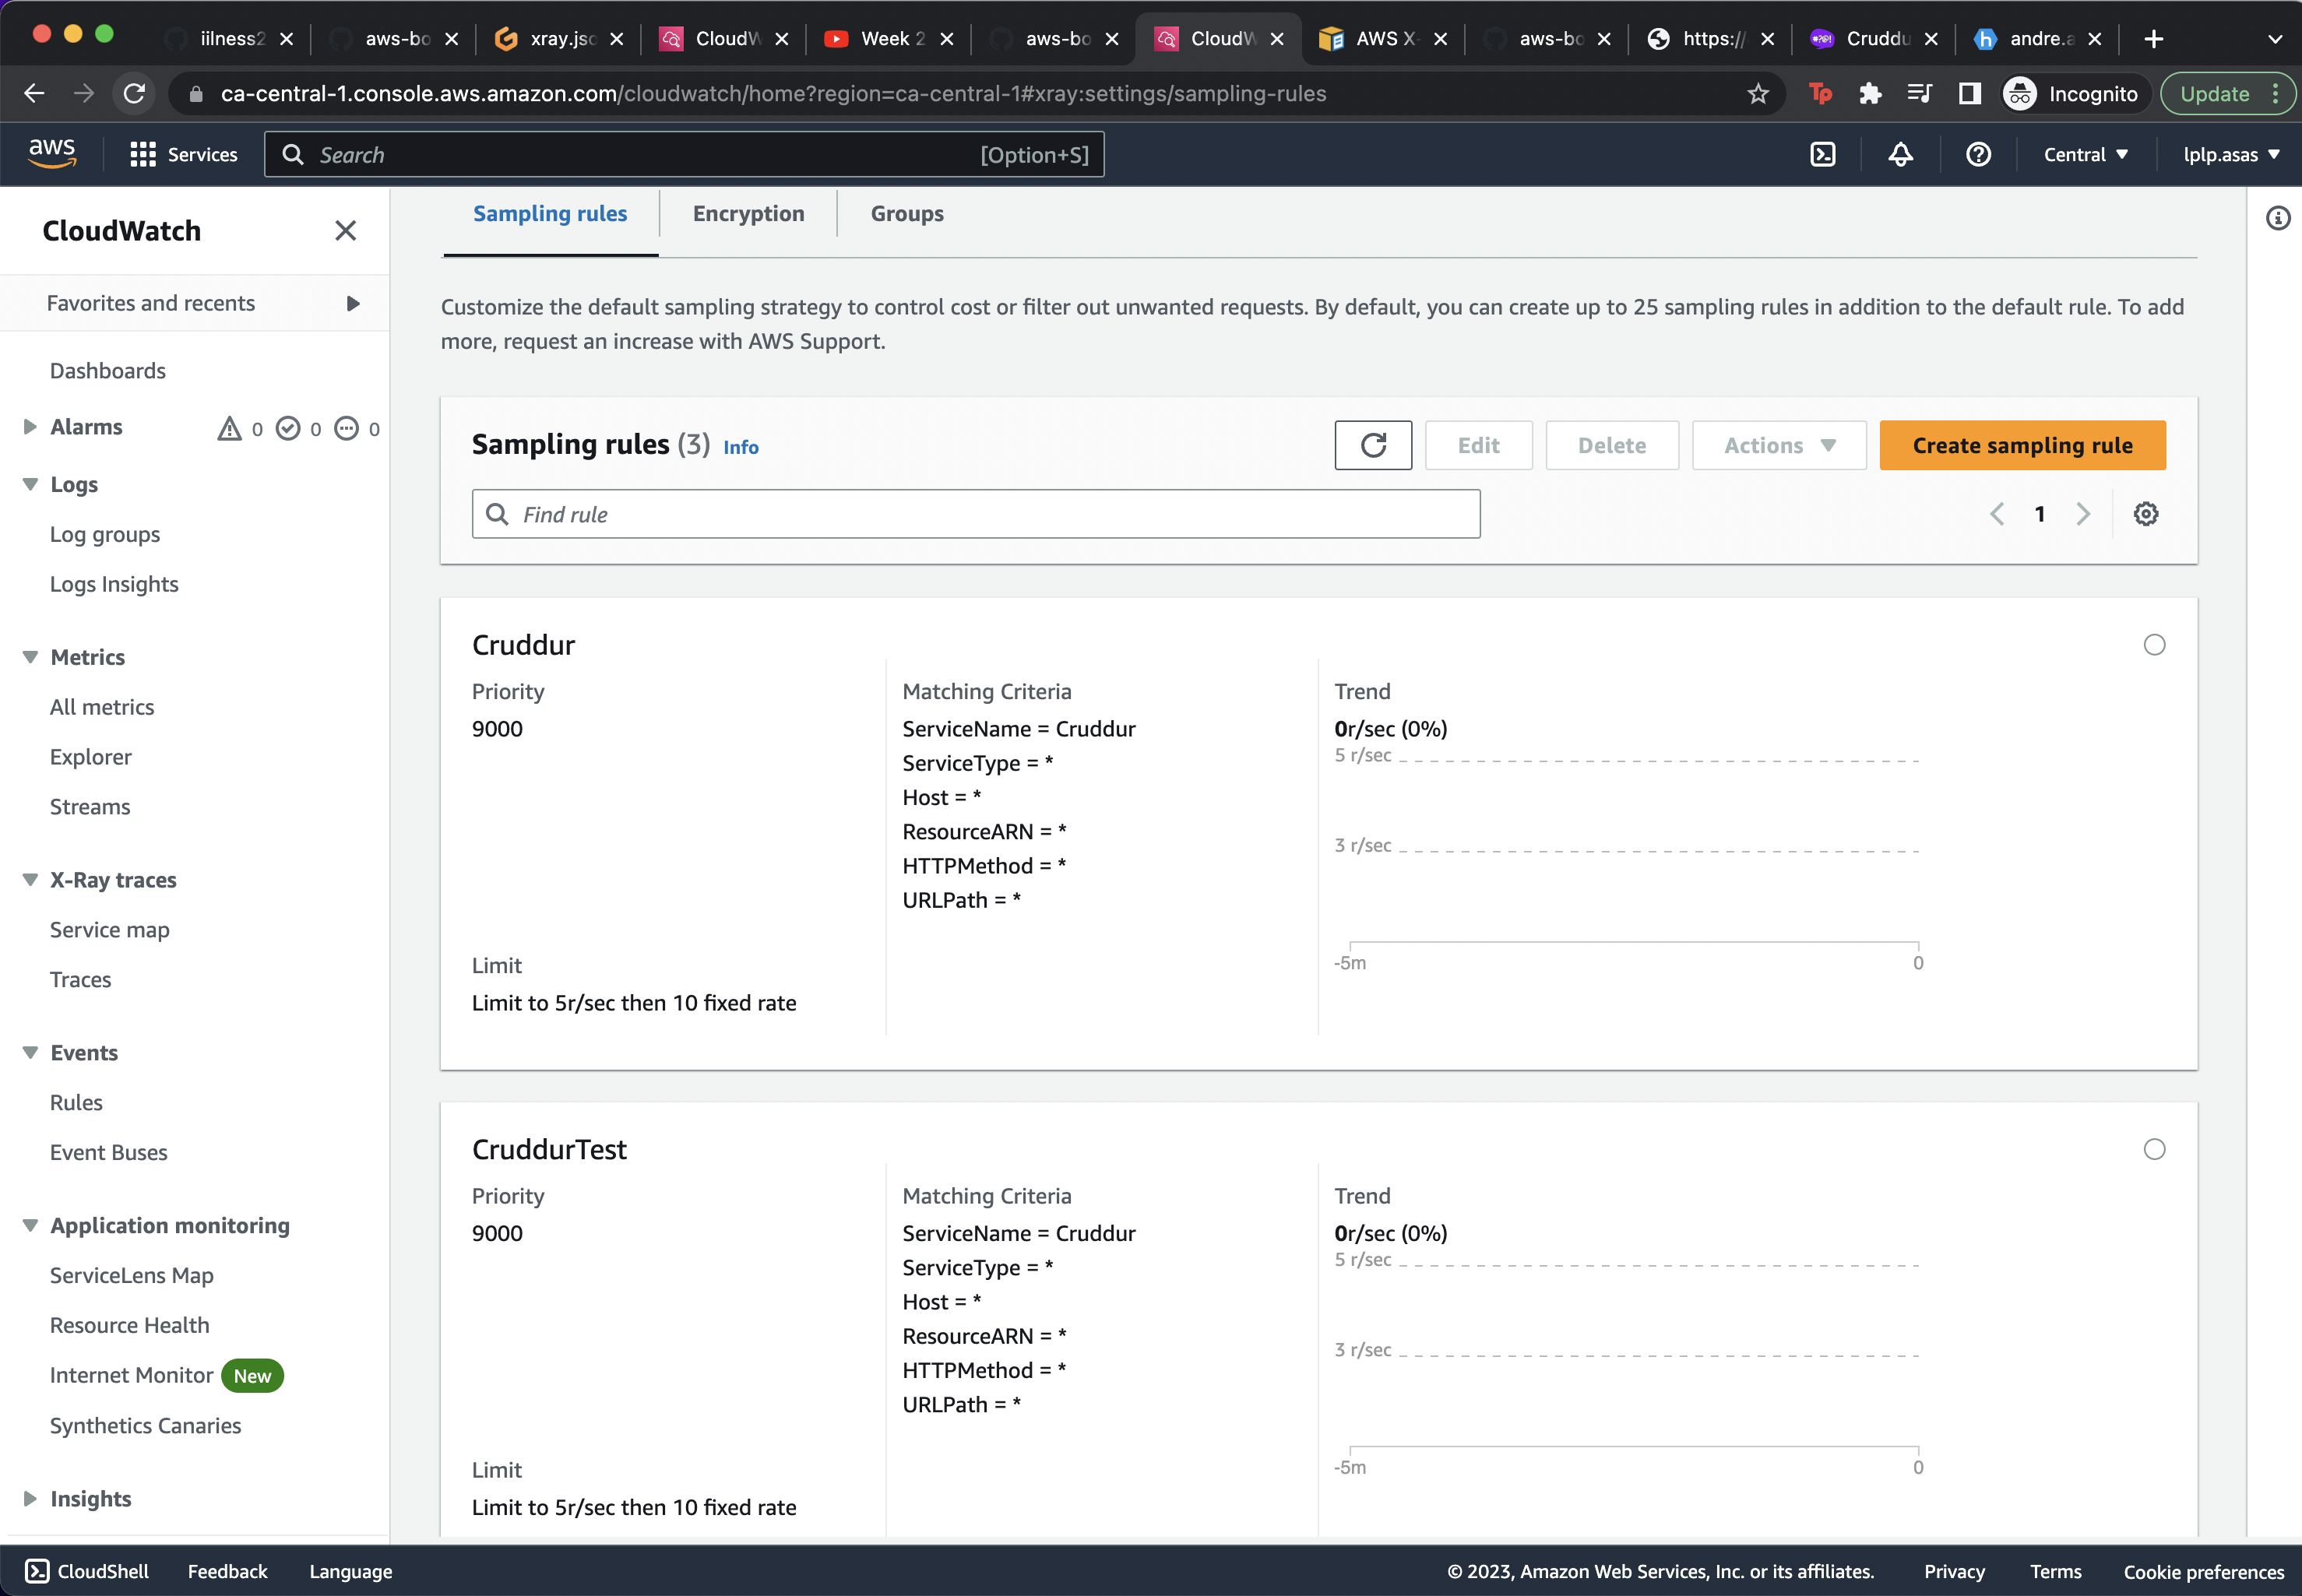 iilness2
aws-bo
xray.jso
CloudW
Week 2
aws-bo
CloudW
AWS X-
aws-bo
https://
Cruddu
andre.a
ca-central-1.console.aws.amazon.com/cloudwatch/home?region=ca-central-1#xray:settings/sampling-rules
Tp
Incognito
Update
aws
Services
Search
[Option+S]
Central
lplp.asas
CloudWatch
Favorites and recents
Dashboards
Alarms
0
0
0
Logs
Log groups
Logs Insights
Metrics
All metrics
Explorer
Streams
X-Ray traces
Service map
Traces
Events
Rules
Event Buses
Application monitoring
ServiceLens Map
Resource Health
Internet Monitor New
Synthetics Canaries
Insights
Sampling rules
Encryption
Groups
Customize the default sampling strategy to control cost or filter out unwanted requests. By default, you can create up to 25 sampling rules in addition to the default rule. To add
more, request an increase with AWS Support.
Sampling rules (3) Info
Edit
Delete
Actions
Create sampling rule
Find rule
1
Cruddur
Priority
9000
Limit
Limit to 5r/sec then 10 fixed rate
Matching Criteria
ServiceName = Cruddur
ServiceType = *
Host = *
ResourceARN = *
HTTPMethod = *
URLPath = *
Trend
0r/sec (0%)
5 r/sec
3 r/sec
-5m
0
CruddurTest
Priority
9000
Limit
Limit to 5r/sec then 10 fixed rate
Matching Criteria
ServiceName = Cruddur
ServiceType = *
Host = *
ResourceARN = *
HTTPMethod = *
URLPath = *
Trend
0r/sec (0%)
5 r/sec
3 r/sec
-5m
0
CloudShell
Feedback
Language
© 2023, Amazon Web Services, Inc. or its affiliates.
Privacy
Terms
Cookie preferences